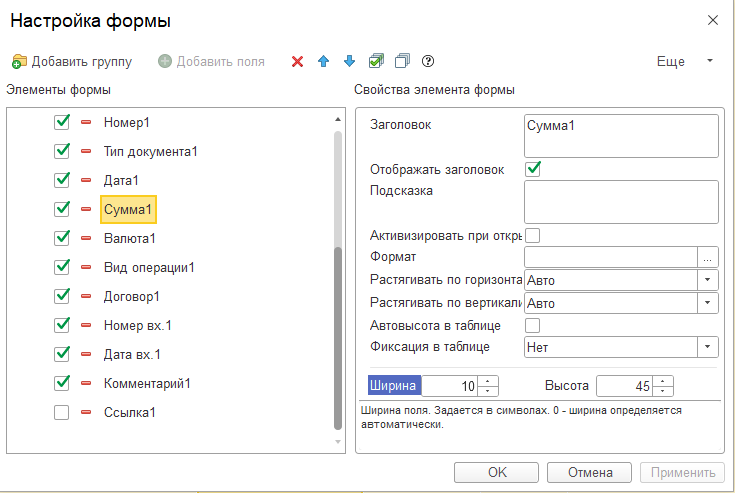 Настройка формы
Добавить группу
Добавить поля
Еще
Элементы формы
Номер1
Тип документа1
Дата1
Сумма1
Валюта1
Вид операции1
Договор1
Номер вх.1
Дата вх.1
Комментарий1
Ссылка1
Свойства элемента формы
Заголовок Сумма1
Отображать заголовок
Подсказка
Активизировать при откры
Формат ...
Растягивать по горизонта Авто
Растягивать по вертикали Авто
Автовысота в таблице
Фиксация в таблице Нет
Ширина 10 Высота 45
Ширина поля. Задается в символах. 0 - ширина определяется
автоматически.
OK Отмена Применить